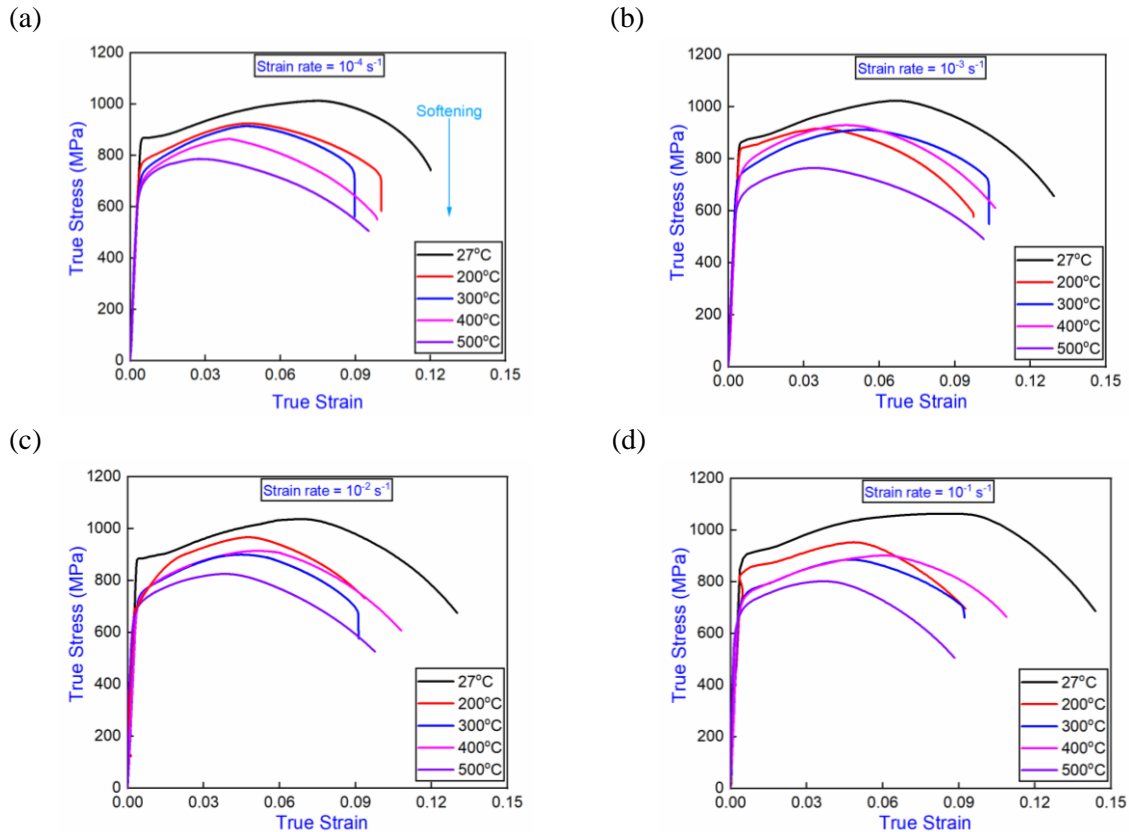 (a)
(b)
Strain rate = 10⁻⁴ s⁻¹
Softening
True Stress (MPa)
1200
1000
800
600
400
200
0
27°C
200°C
300°C
400°C
500°C
0.00 0.03 0.06 0.09 0.12 0.15
True Strain
Strain rate = 10⁻³ s⁻¹
True Stress (MPa)
1200
1000
800
600
400
200
0
27°C
200°C
300°C
400°C
500°C
0.00 0.03 0.06 0.09 0.12 0.15
True Strain
(c)
(d)
Strain rate = 10⁻² s⁻¹
True Stress (MPa)
1200
1000
800
600
400
200
0
27°C
200°C
300°C
400°C
500°C
0.00 0.03 0.06 0.09 0.12 0.15
True Strain
Strain rate = 10⁻¹ s⁻¹
True Stress (MPa)
1200
1000
800
600
400
200
0
27°C
200°C
300°C
400°C
500°C
0.00 0.03 0.06 0.09 0.12 0.15
True Strain